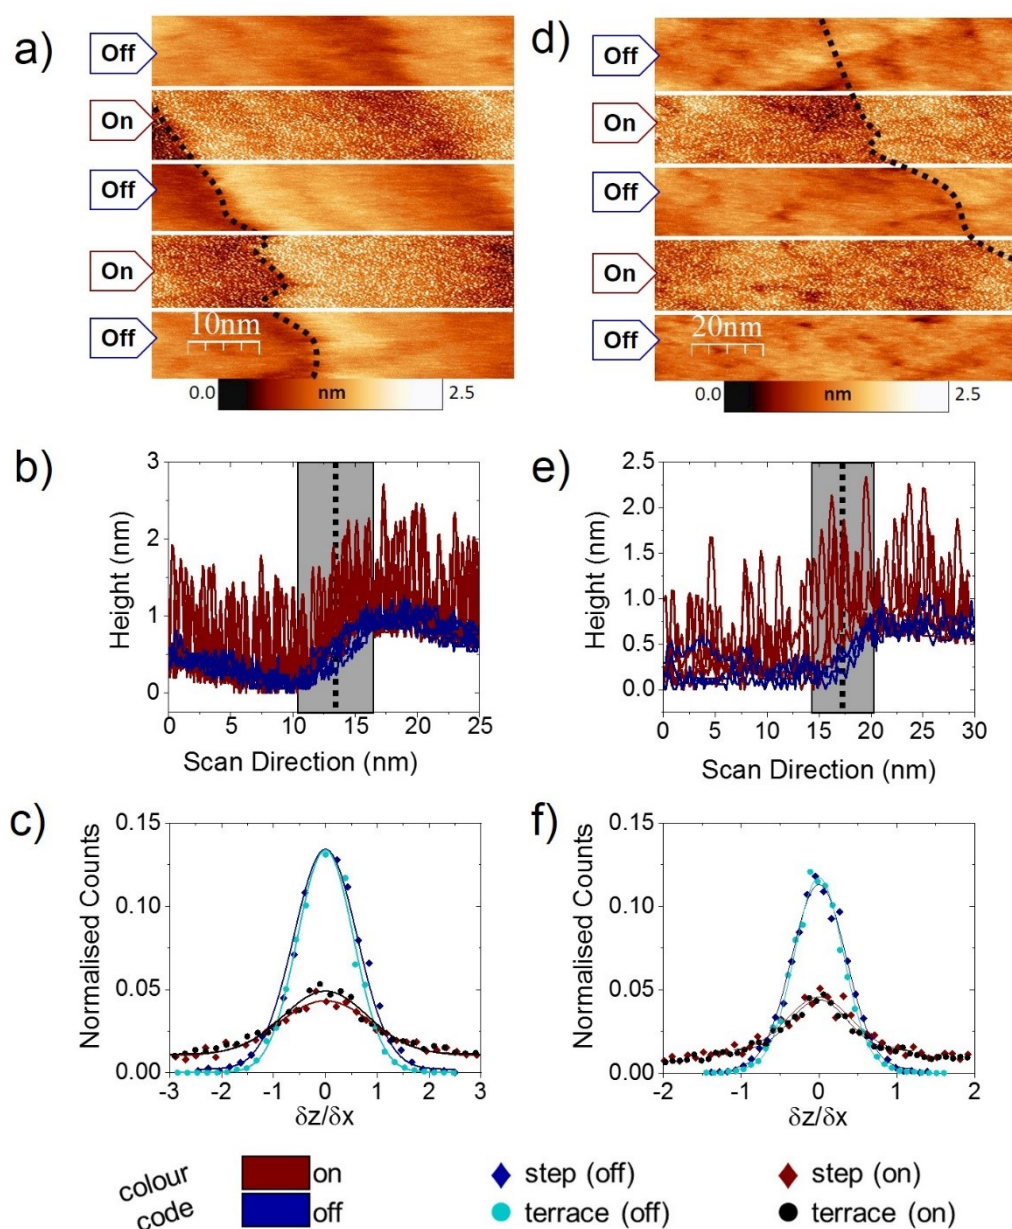 a)
Off
On
Off
On
Off
10nm
0.0 nm 2.5
d)
Off
On
Off
On
Off
20nm
0.0 nm 2.5
b)
Height (nm)
3
2
1
0
0 5 10 15 20 25
Scan Direction (nm)
e)
Height (nm)
2.5
2.0
1.5
1.0
0.5
0.0
0 5 10 15 20 25 30
Scan Direction (nm)
c)
Normalised Counts
0.15
0.10
0.05
0.00
-3 -2 -1 0 1 2 3
δz/δx
f)
Normalised Counts
0.15
0.10
0.05
0.00
-2 -1 0 1 2
δz/δx
colour
code
on
off
step (off)
terrace (off)
step (on)
terrace (on)